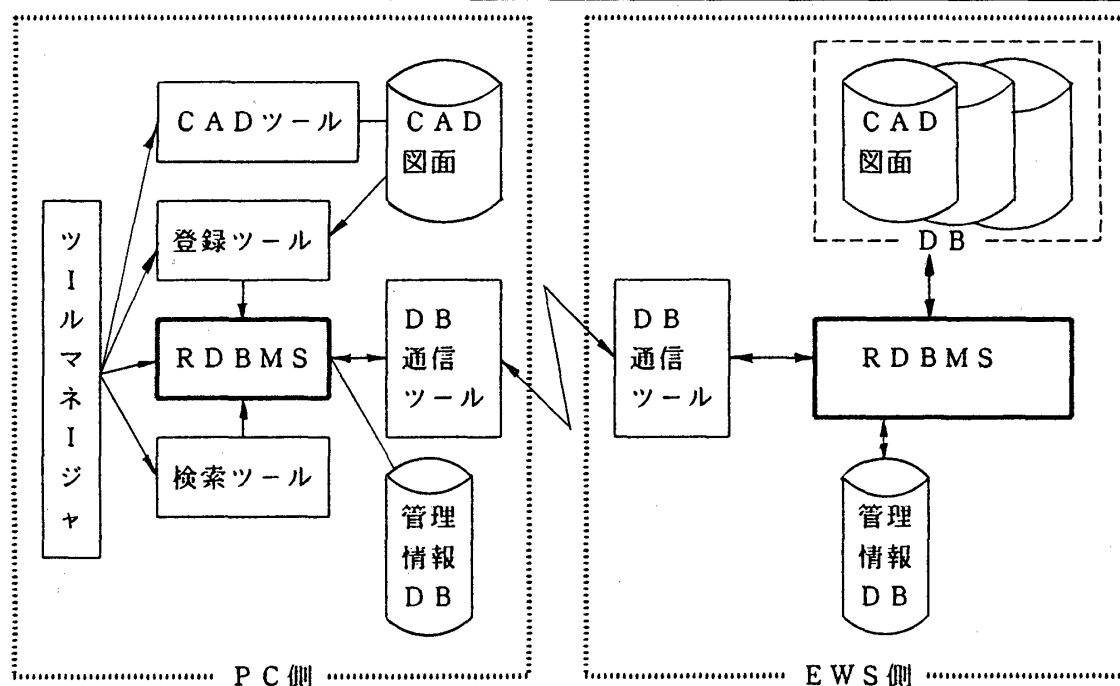 CADツール
CAD
図面
登録ツール
ツールマネージャ
RDBMS
DB
通信
ツール
検索ツール
管理
情報
DB
PC側
CAD
図面
DB
DB
通信
ツール
RDBMS
管理
情報
DB
EWS側